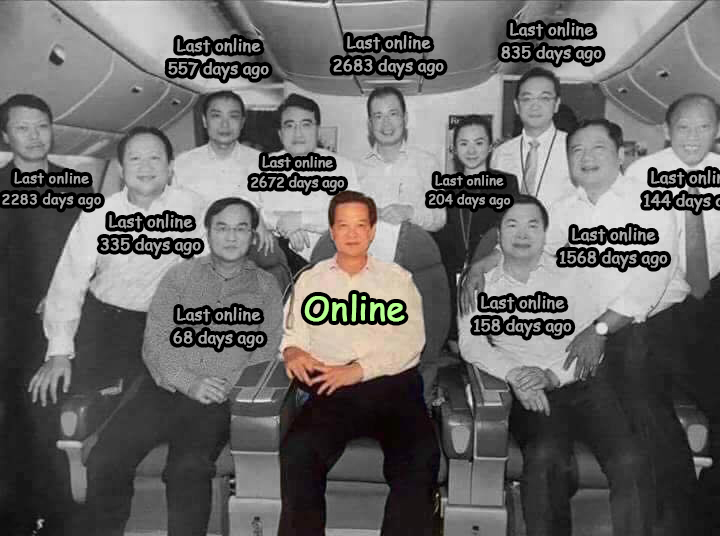 Last online
557 days ago
Last online
2683 days ago
Last online
835 days ago
Last online
2283 days ago
Last online
2672 days ago
Last online
204 days ago
Last onli
144 days
Last online
335 days ago
Last online
1568 days ago
Last online
68 days ago
Online
Last online
158 days ago